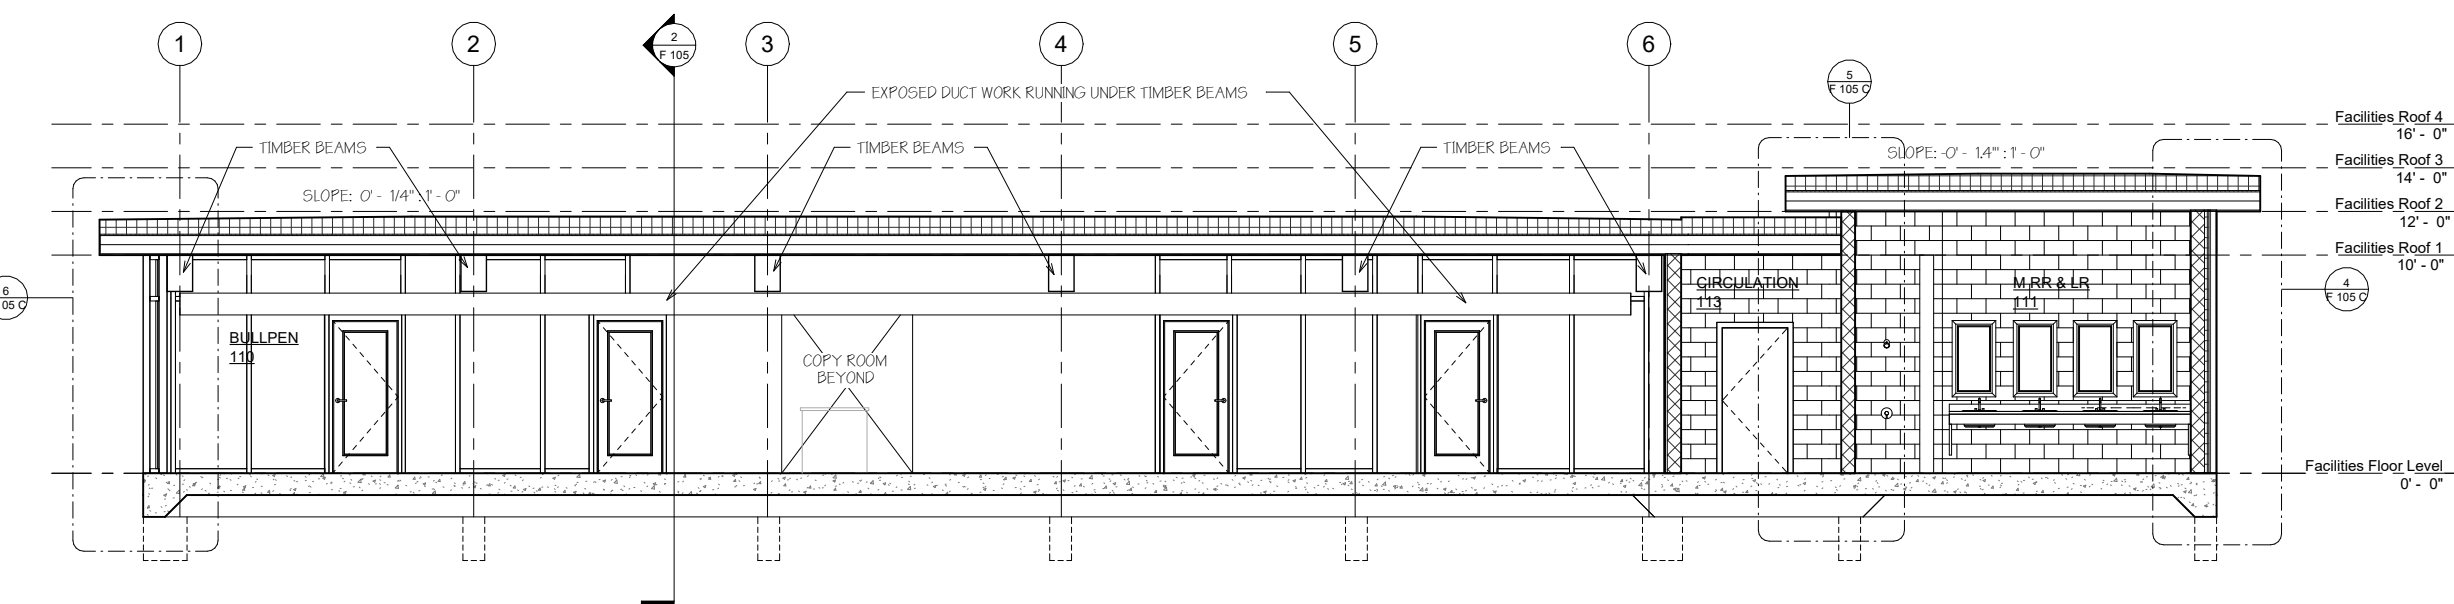 1
2
2
F 105
3
4
5
6
5
F 105 C
EXPOSED DUCT WORK RUNNING UNDER TIMBER BEAMS
Facilities Roof 4
16' - 0"
TIMBER BEAMS
TIMBER BEAMS
TIMBER BEAMS
SLOPE: -0' - 1.4" : 1' - 0"
Facilities Roof 3
14' - 0"
SLOPE: 0' - 1/4" : 1' - 0"
Facilities Roof 2
12' - 0"
Facilities Roof 1
10' - 0"
6
05 C
CIRCULATION
113
M RR & LR
111
4
F 105 C
BULLPEN
110
COPY ROOM
BEYOND
Facilities Floor Level
0' - 0"